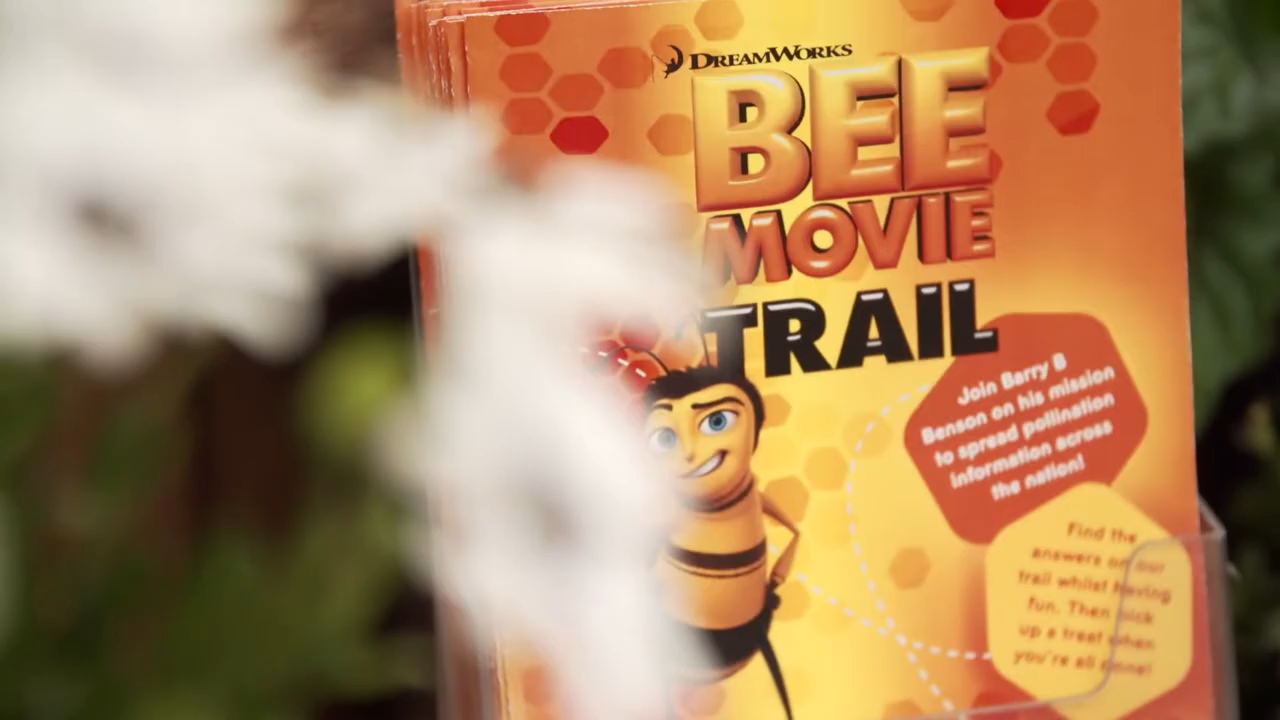 DREAMWORKS
BEE
MOVIE
TRAIL
Join Barry B
Benson on his mission
to spread pollination
information across
the nation!
Find the
answers on our
trail whilst having
fun. Then pick
up a treat when
you're all done!